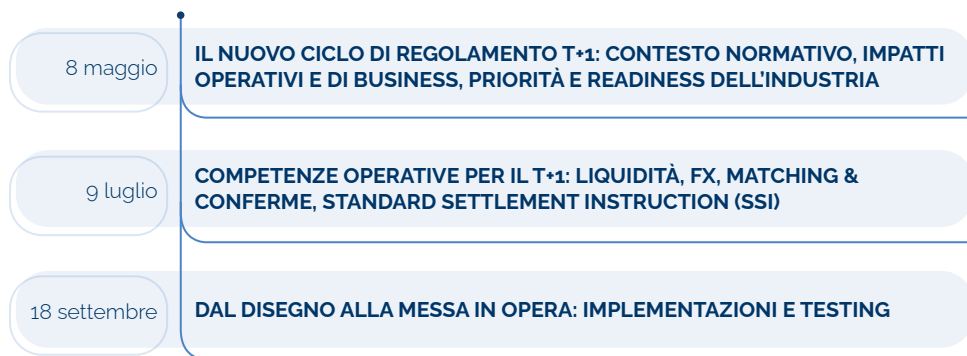 8 maggio
IL NUOVO CICLO DI REGOLAMENTO T+1: CONTESTO NORMATIVO, IMPATTI
OPERATIVI E DI BUSINESS, PRIORITÀ E READINESS DELL'INDUSTRIA
9 luglio
COMPETENZE OPERATIVE PER IL T+1: LIQUIDITÀ, FX, MATCHING &
CONFERME, STANDARD SETTLEMENT INSTRUCTION (SSI)
18 settembre
DAL DISEGNO ALLA MESSA IN OPERA: IMPLEMENTAZIONI E TESTING